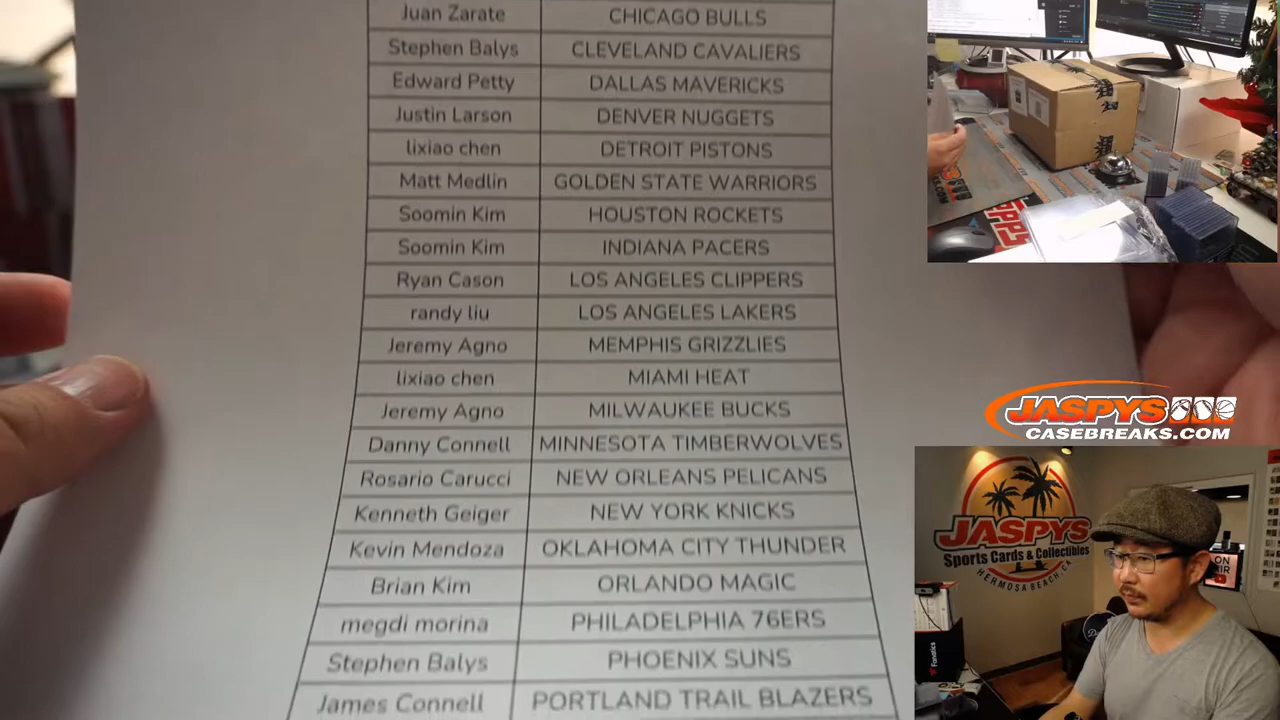 Juan Zarate CHICAGO BULLS
Stephen Balys CLEVELAND CAVALIERS
Edward Petty DALLAS MAVERICKS
Justin Larson DENVER NUGGETS
lixiao chen DETROIT PISTONS
Matt Medlin GOLDEN STATE WARRIORS
Soomin Kim HOUSTON ROCKETS
Soomin Kim INDIANA PACERS
Ryan Cason LOS ANGELES CLIPPERS
randy liu LOS ANGELES LAKERS
Jeremy Agno MEMPHIS GRIZZLIES
lixiao chen MIAMI HEAT
Jeremy Agno MILWAUKEE BUCKS
Danny Connell MINNESOTA TIMBERWOLVES
Rosario Carucci NEW ORLEANS PELICANS
Kenneth Geiger NEW YORK KNICKS
Kevin Mendoza OKLAHOMA CITY THUNDER
Brian Kim ORLANDO MAGIC
megdi morina PHILADELPHIA 76ERS
Stephen Balys PHOENIX SUNS
James Connell PORTLAND TRAIL BLAZERS
JASPYS
CASEBREAKS.COM
JASPYS
Sports Cards & Collectibles
HERMOSA BEACH, CA
ON
AIR
Fanatics